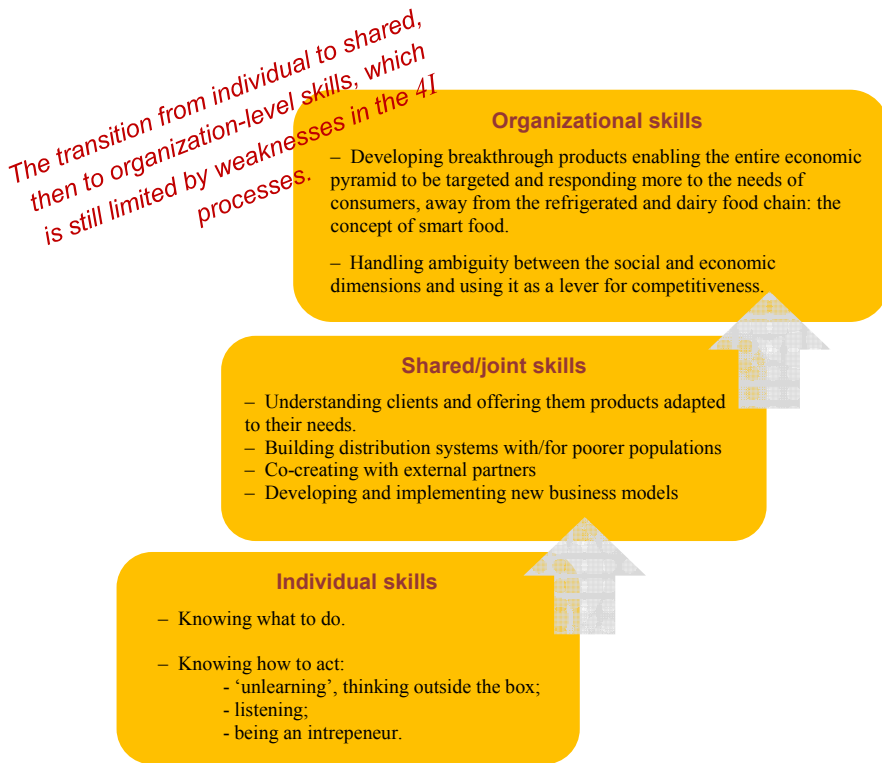 The transition from individual to shared,
then to organization-level skills, which
is still limited by weaknesses in the 4I
processes.
Organizational skills
– Developing breakthrough products enabling the entire economic
pyramid to be targeted and responding more to the needs of
consumers, away from the refrigerated and dairy food chain: the
concept of smart food.
– Handling ambiguity between the social and economic
dimensions and using it as a lever for competitiveness.
Shared/joint skills
– Understanding clients and offering them products adapted
to their needs.
– Building distribution systems with/for poorer populations
– Co-creating with external partners
– Developing and implementing new business models
Individual skills
– Knowing what to do.
– Knowing how to act:
- ‘unlearning’, thinking outside the box;
- listening;
- being an intrepeneur.